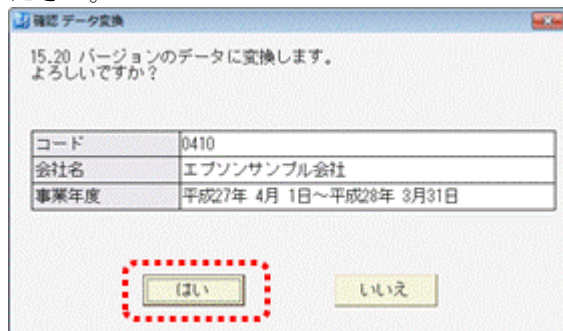 確認 データ変換
15.20 バージョンのデータに変換します。
よろしいですか？
コード 0410
会社名 エプソンサンプル会社
事業年度 平成27年 4月 1日～平成28年 3月31日
はい いいえ